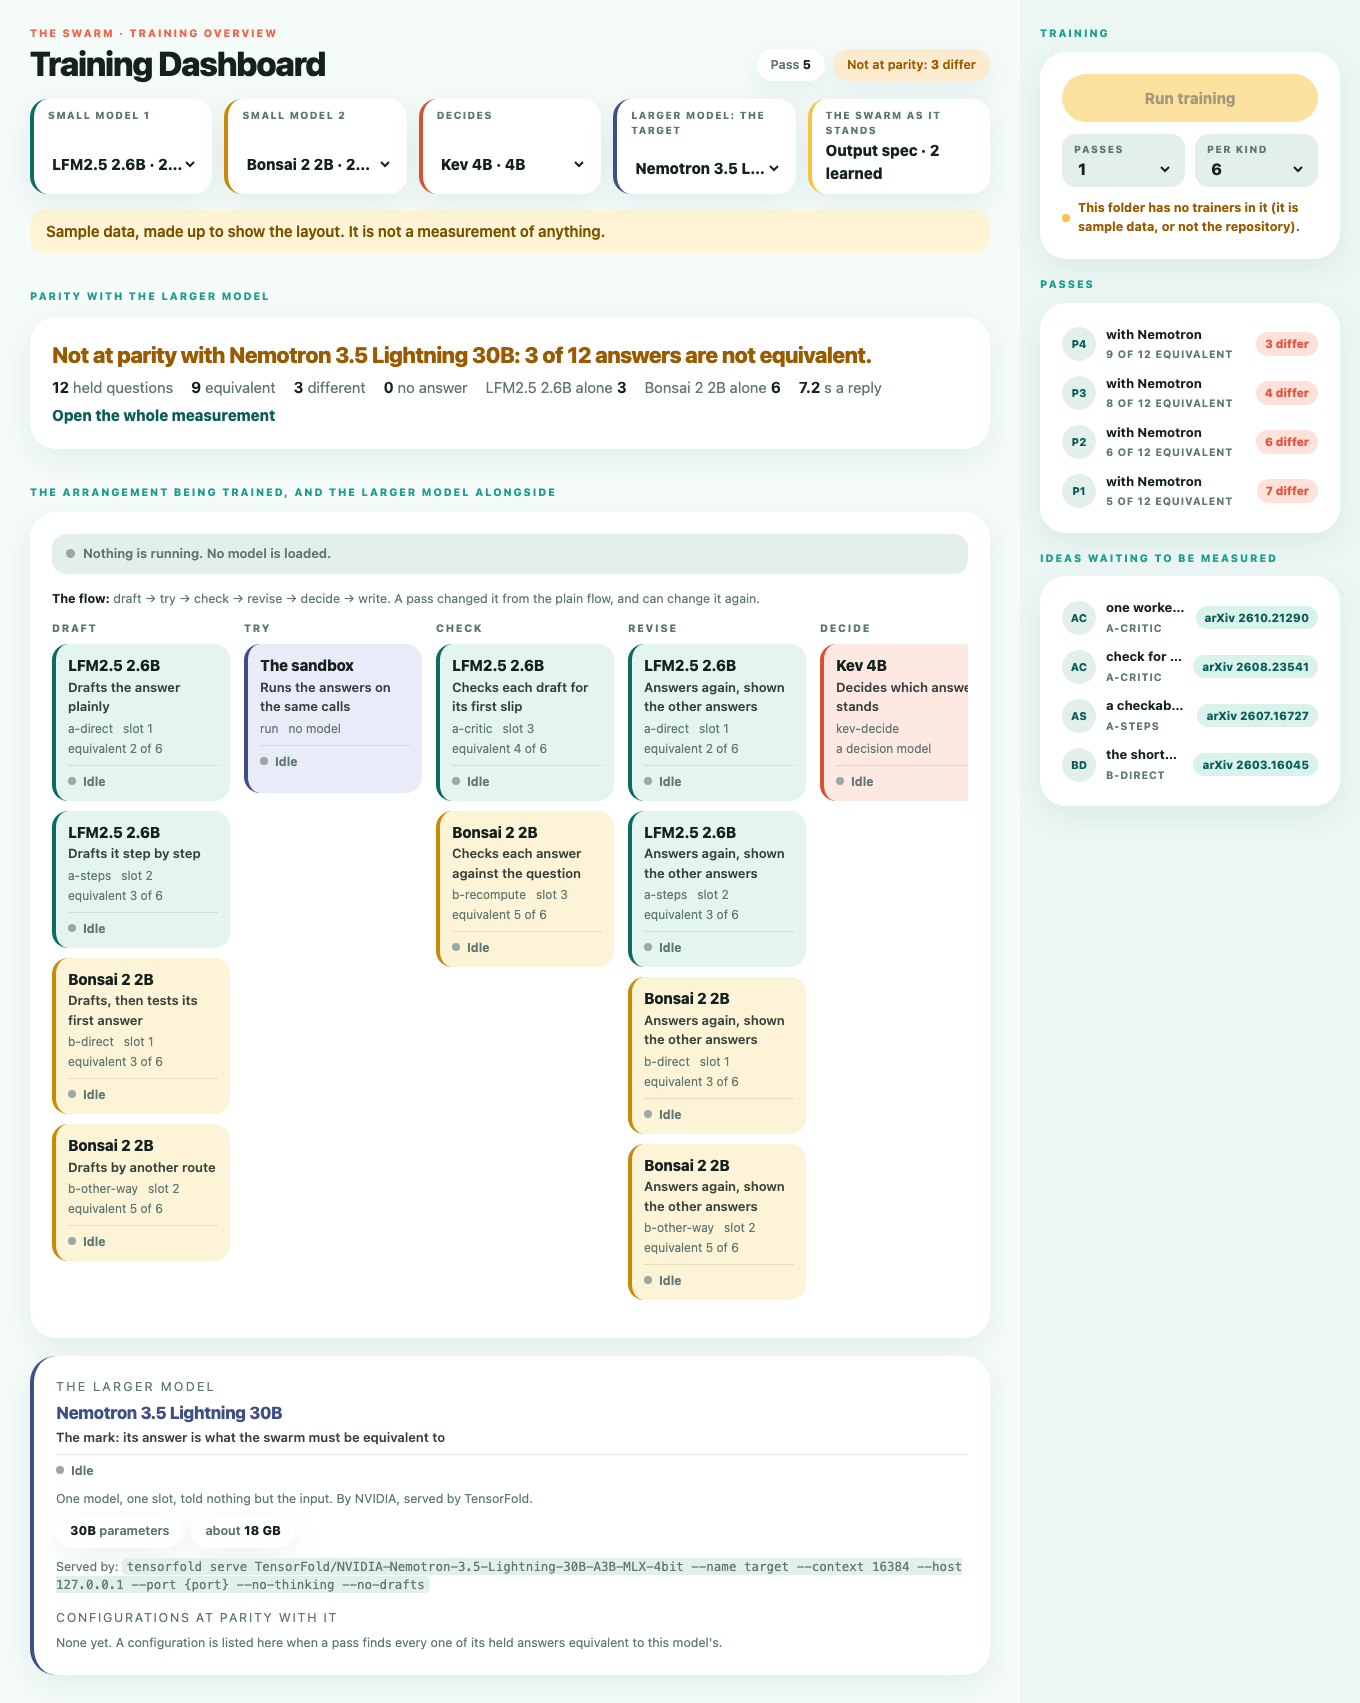 THE SWARM · TRAINING OVERVIEW
Training Dashboard
Pass 5
Not at parity: 3 differ
SMALL MODEL 1
LFM2.5 2.6B · 2...
SMALL MODEL 2
Bonsai 2 2B · 2...
DECIDES
Kev 4B · 4B
LARGER MODEL: THE
TARGET
Nemotron 3.5 L...
THE SWARM AS IT
STANDS
Output spec · 2
learned
Sample data, made up to show the layout. It is not a measurement of anything.
PARITY WITH THE LARGER MODEL
Not at parity with Nemotron 3.5 Lightning 30B: 3 of 12 answers are not equivalent.
12 held questions 9 equivalent 3 different 0 no answer LFM2.5 2.6B alone 3 Bonsai 2 2B alone 6 7.2 s a reply
Open the whole measurement
THE ARRANGEMENT BEING TRAINED, AND THE LARGER MODEL ALONGSIDE
Nothing is running. No model is loaded.
The flow: draft → try → check → revise → decide → write. A pass changed it from the plain flow, and can change it again.
DRAFT
LFM2.5 2.6B
Drafts the answer
plainly
a-direct slot 1
equivalent 2 of 6
Idle
LFM2.5 2.6B
Drafts it step by step
a-steps slot 2
equivalent 3 of 6
Idle
Bonsai 2 2B
Drafts, then tests its
first answer
b-direct slot 1
equivalent 3 of 6
Idle
Bonsai 2 2B
Drafts by another route
b-other-way slot 2
equivalent 5 of 6
Idle
TRY
The sandbox
Runs the answers on
the same calls
run no model
Idle
CHECK
LFM2.5 2.6B
Checks each draft for
its first slip
a-critic slot 3
equivalent 4 of 6
Idle
Bonsai 2 2B
Checks each answer
against the question
b-recompute slot 3
equivalent 5 of 6
Idle
REVISE
LFM2.5 2.6B
Answers again, shown
the other answers
a-direct slot 1
equivalent 2 of 6
Idle
LFM2.5 2.6B
Answers again, shown
the other answers
a-steps slot 2
equivalent 3 of 6
Idle
Bonsai 2 2B
Answers again, shown
the other answers
b-direct slot 1
equivalent 3 of 6
Idle
Bonsai 2 2B
Answers again, shown
the other answers
b-other-way slot 2
equivalent 5 of 6
Idle
DECIDE
Kev 4B
Decides which answe
stands
kev-decide
a decision model
Idle
THE LARGER MODEL
Nemotron 3.5 Lightning 30B
The mark: its answer is what the swarm must be equivalent to
Idle
One model, one slot, told nothing but the input. By NVIDIA, served by TensorFold.
30B parameters
about 18 GB
Served by: tensorfold serve TensorFold/NVIDIA-Nemotron-3.5-Lightning-30B-A3B-MLX-4bit --name target --context 16384 --host
127.0.0.1 --port {port} --no-thinking --no-drafts
CONFIGURATIONS AT PARITY WITH IT
None yet. A configuration is listed here when a pass finds every one of its held answers equivalent to this model's.
TRAINING
Run training
PASSES
1
PER KIND
6
This folder has no trainers in it (it is
sample data, or not the repository).
PASSES
P4
with Nemotron
9 OF 12 EQUIVALENT
3 differ
P3
with Nemotron
8 OF 12 EQUIVALENT
4 differ
P2
with Nemotron
6 OF 12 EQUIVALENT
6 differ
P1
with Nemotron
5 OF 12 EQUIVALENT
7 differ
IDEAS WAITING TO BE MEASURED
AC
one worke...
A-CRITIC
arXiv 2610.21290
AC
check for ...
A-CRITIC
arXiv 2608.23541
AS
a checkab...
A-STEPS
arXiv 2607.16727
BD
the short...
B-DIRECT
arXiv 2603.16045